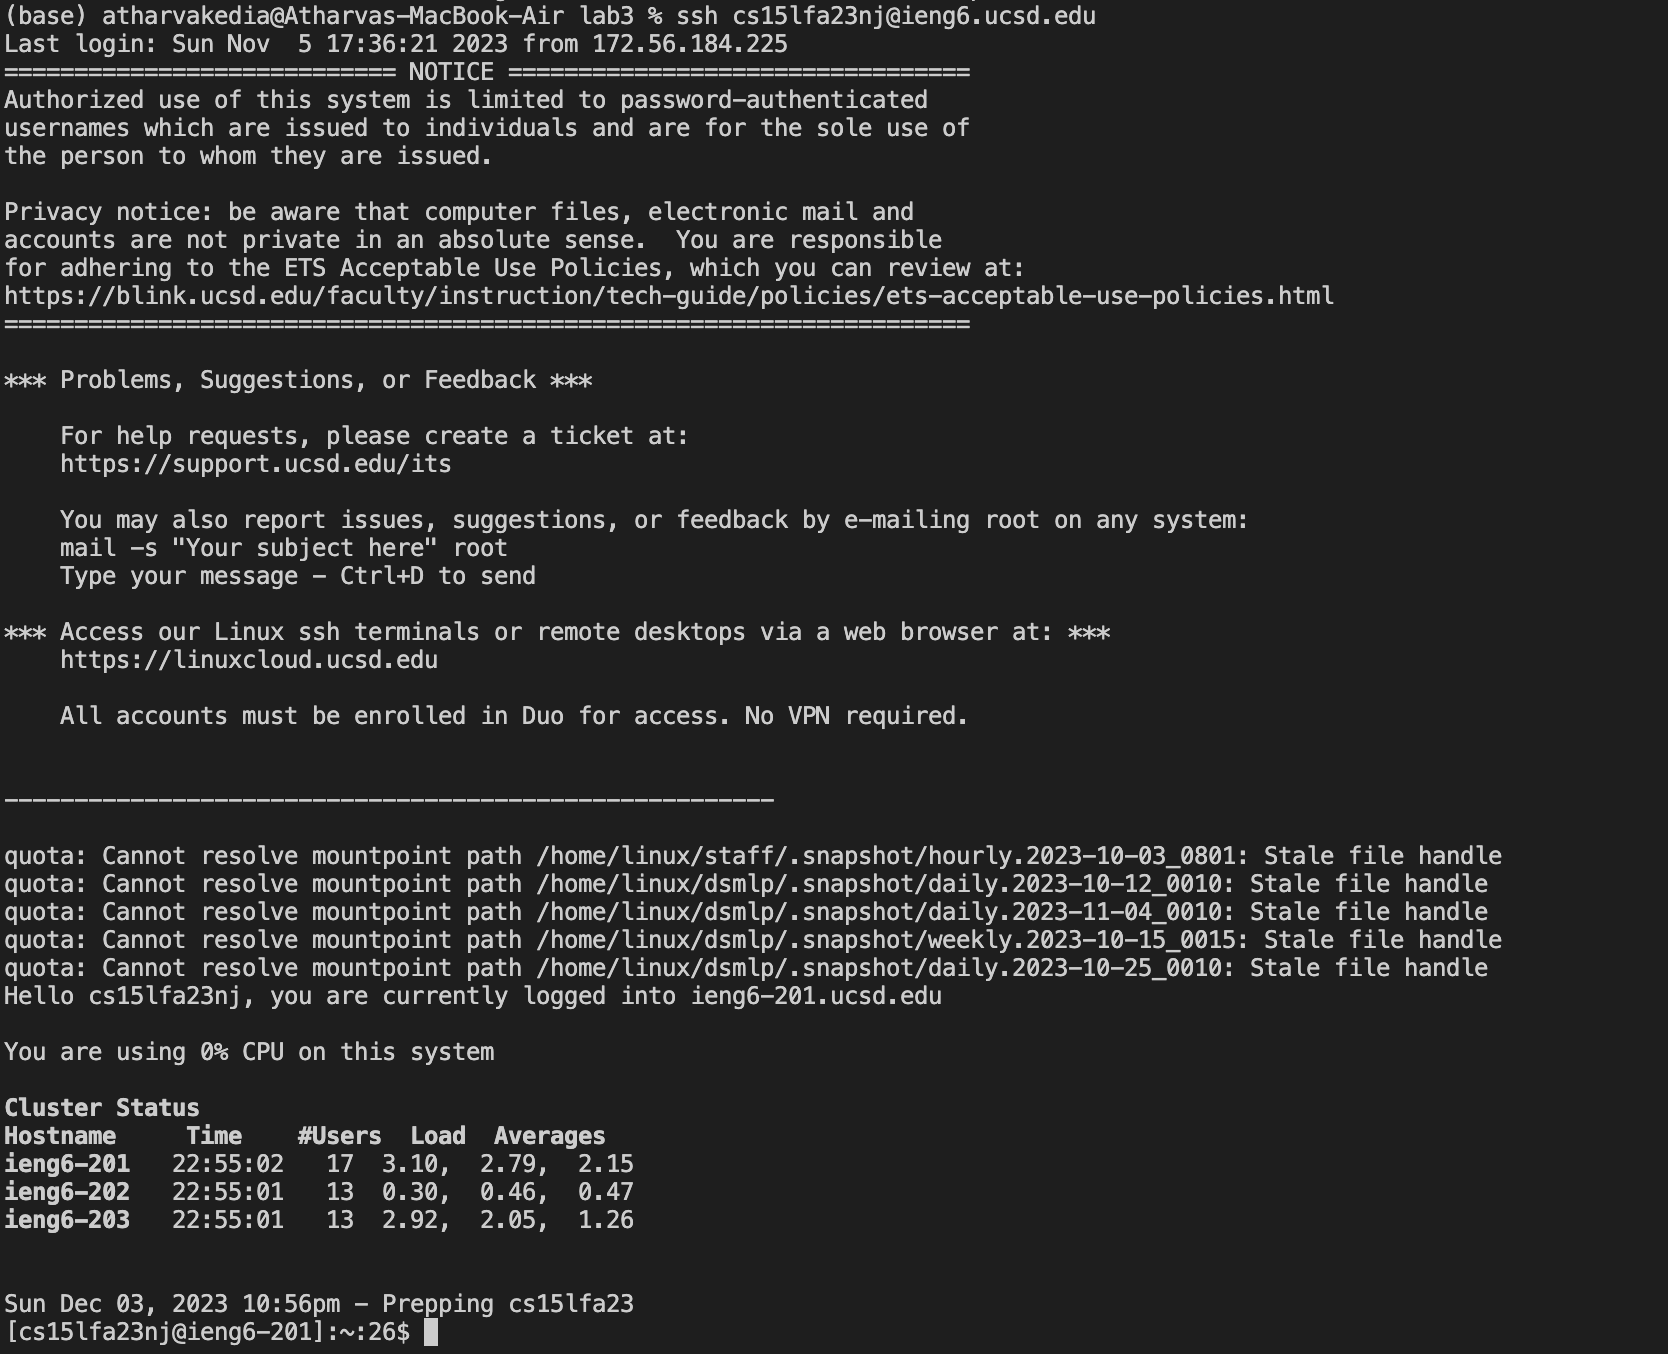 (base) atharvakedia@Atharvas-MacBook-Air lab3 % ssh cs15lfa23nj@ieng6.ucsd.edu
Last login: Sun Nov  5 17:36:21 2023 from 172.56.184.225
============================ NOTICE =================================
Authorized use of this system is limited to password-authenticated
usernames which are issued to individuals and are for the sole use of
the person to whom they are issued.

Privacy notice: be aware that computer files, electronic mail and
accounts are not private in an absolute sense.  You are responsible
for adhering to the ETS Acceptable Use Policies, which you can review at:
https://blink.ucsd.edu/faculty/instruction/tech-guide/policies/ets-acceptable-use-policies.html
=====================================================================

*** Problems, Suggestions, or Feedback ***

    For help requests, please create a ticket at:
    https://support.ucsd.edu/its

    You may also report issues, suggestions, or feedback by e-mailing root on any system:
    mail -s "Your subject here" root
    Type your message - Ctrl+D to send

*** Access our Linux ssh terminals or remote desktops via a web browser at: ***
    https://linuxcloud.ucsd.edu

    All accounts must be enrolled in Duo for access. No VPN required.


-------------------------------------------------------

quota: Cannot resolve mountpoint path /home/linux/staff/.snapshot/hourly.2023-10-03_0801: Stale file handle
quota: Cannot resolve mountpoint path /home/linux/dsmlp/.snapshot/daily.2023-10-12_0010: Stale file handle
quota: Cannot resolve mountpoint path /home/linux/dsmlp/.snapshot/daily.2023-11-04_0010: Stale file handle
quota: Cannot resolve mountpoint path /home/linux/dsmlp/.snapshot/weekly.2023-10-15_0015: Stale file handle
quota: Cannot resolve mountpoint path /home/linux/dsmlp/.snapshot/daily.2023-10-25_0010: Stale file handle
Hello cs15lfa23nj, you are currently logged into ieng6-201.ucsd.edu

You are using 0% CPU on this system

Cluster Status
Hostname     Time    #Users  Load  Averages
ieng6-201   22:55:02   17  3.10,  2.79,  2.15
ieng6-202   22:55:01   13  0.30,  0.46,  0.47
ieng6-203   22:55:01   13  2.92,  2.05,  1.26


Sun Dec 03, 2023 10:56pm - Prepping cs15lfa23
[cs15lfa23nj@ieng6-201]:~:26$